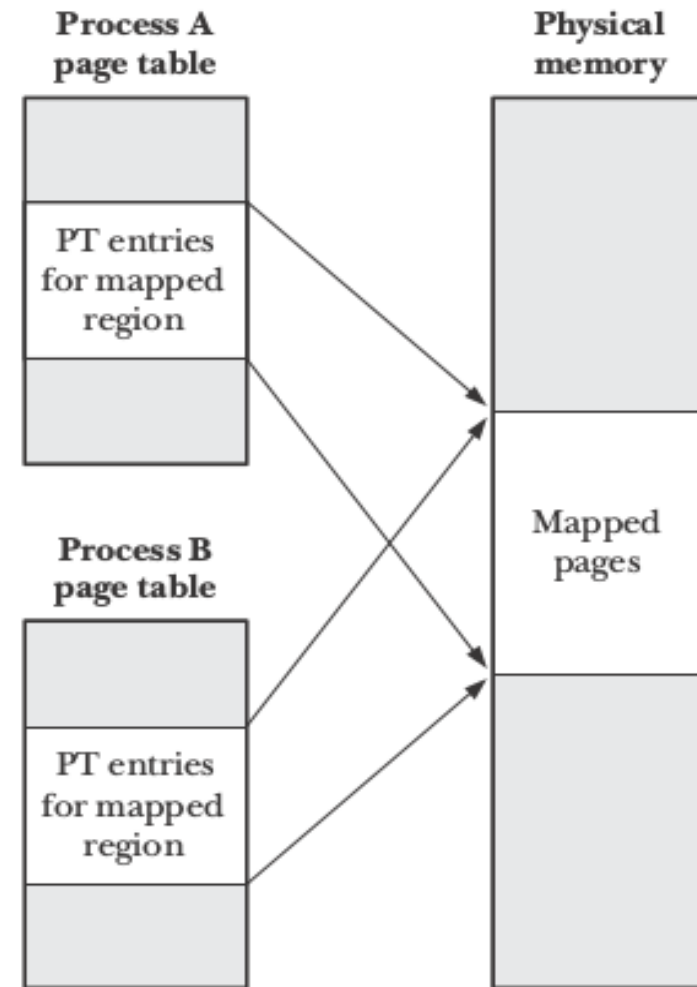 Process A
page table
Physical
memory
PT entries
for mapped
region
Mapped
pages
Process B
page table
PT entries
for mapped
region